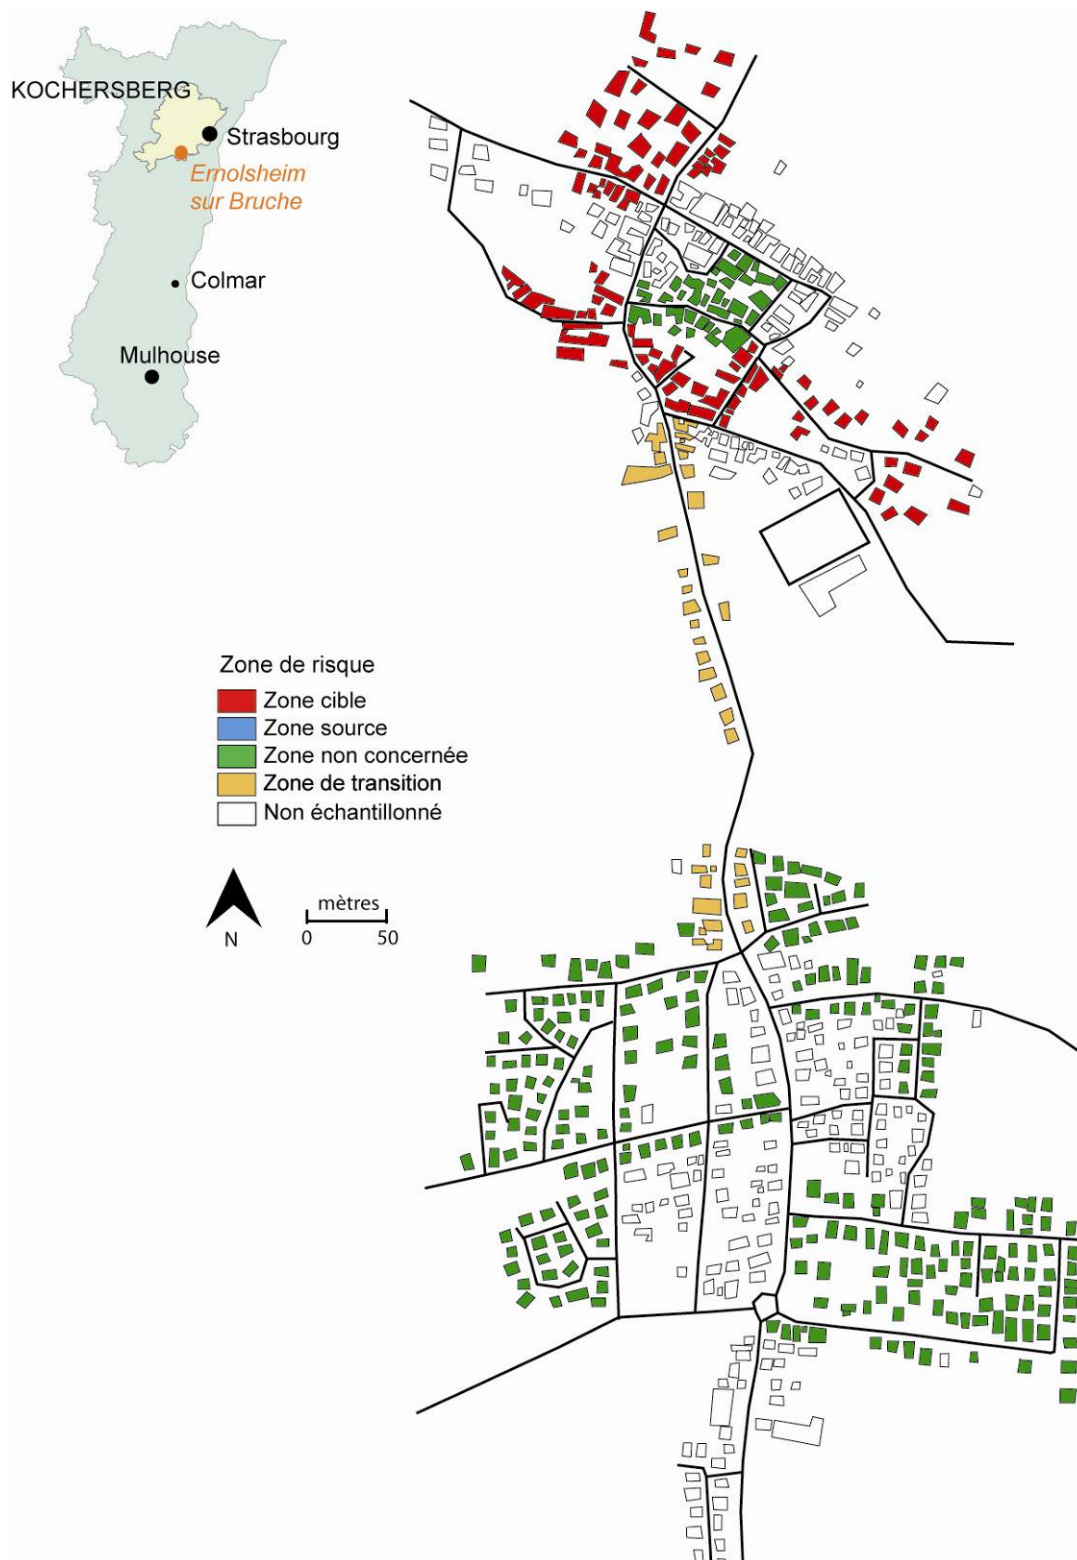 KOCHERSBERG
Strasbourg
Ernolsheim
sur Bruche
Colmar
Mulhouse
Zone de risque
Zone cible
Zone source
Zone non concernée
Zone de transition
Non échantillonné
mètres
0 50
N